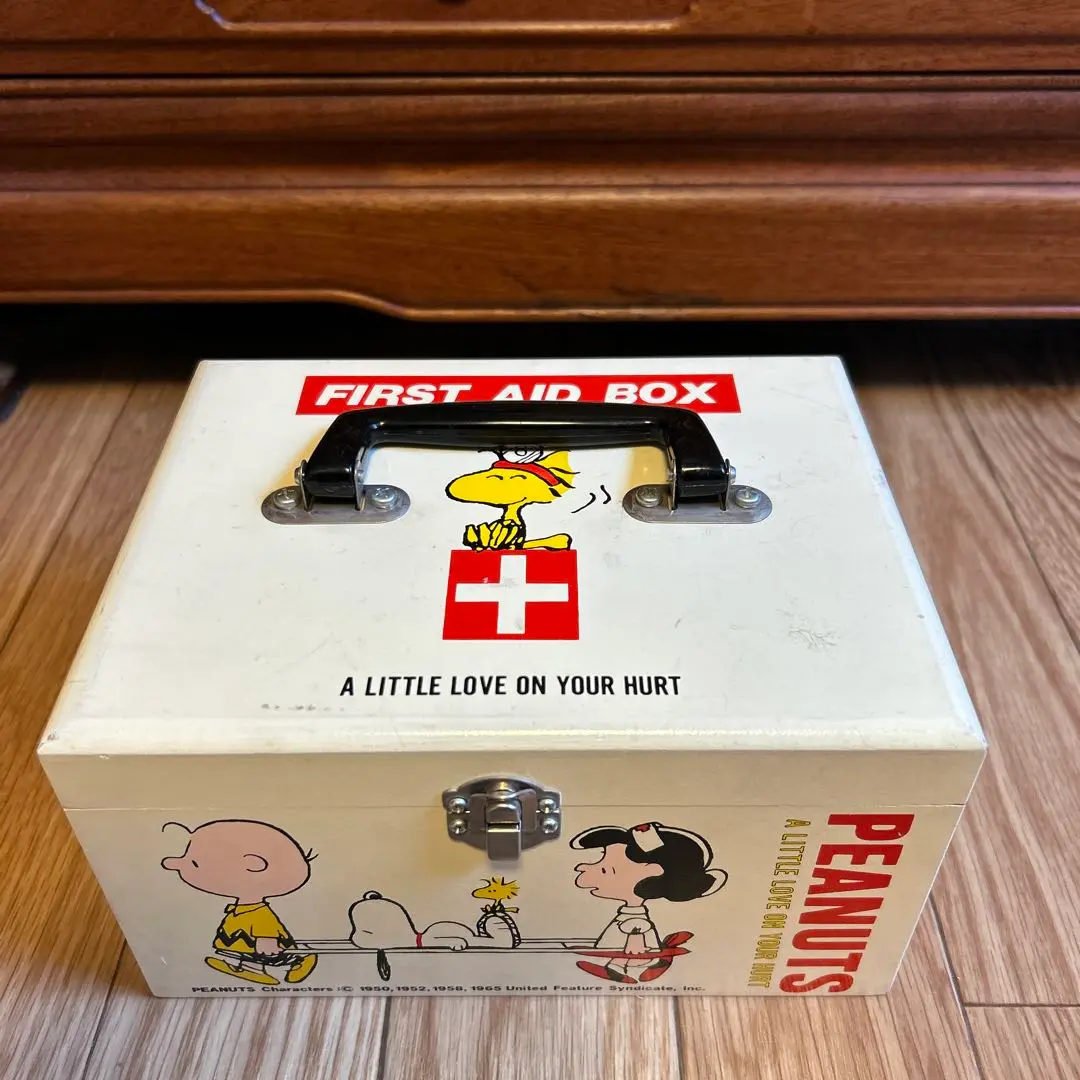 FIRST AID BOX
A LITTLE LOVE ON YOUR HURT
PEANUTS
A LITTLE LOVE ON YOUR HURT
PEANUTS Characters :© 1950, 1952, 1958, 1965 United Feature Syndicate, Inc.